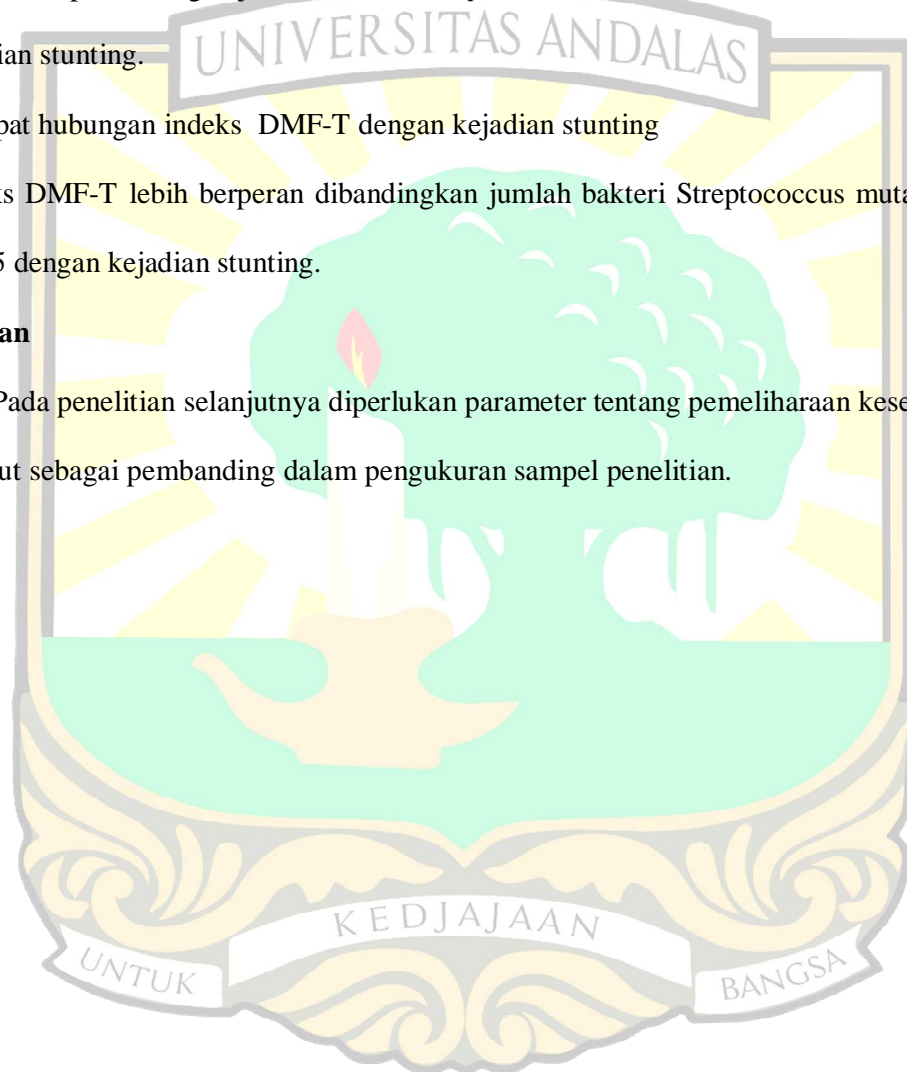 UNIVERSITAS ANDALAS
ian stunting.
pat hubungan indeks DMF-T dengan kejadian stunting
ks DMF-T lebih berperan dibandingkan jumlah bakteri Streptococcus muta
5 dengan kejadian stunting.
an
Pada penelitian selanjutnya diperlukan parameter tentang pemeliharaan kese
ut sebagai pembanding dalam pengukuran sampel penelitian.
KEDJAJAAN
UNTUK
BANGSA